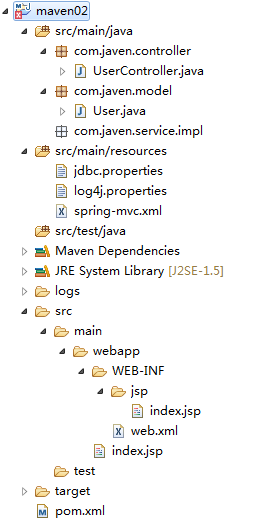 maven02
src/main/java
com.javen.controller
UserController.java
com.javen.model
User.java
com.javen.service.impl
src/main/resources
jdbc.properties
log4j.properties
spring-mvc.xml
src/test/java
Maven Dependencies
JRE System Library [J2SE-1.5]
logs
src
main
webapp
WEB-INF
jsp
index.jsp
web.xml
index.jsp
test
target
pom.xml